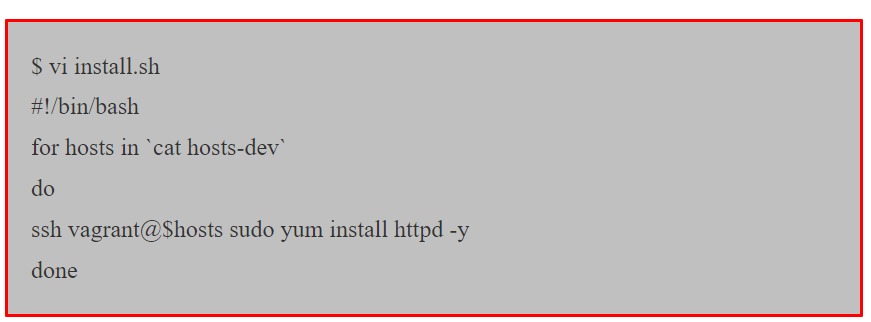 $ vi install.sh
#!/bin/bash
for hosts in `cat hosts-dev`
do
ssh vagrant@$hosts sudo yum install httpd -y
done